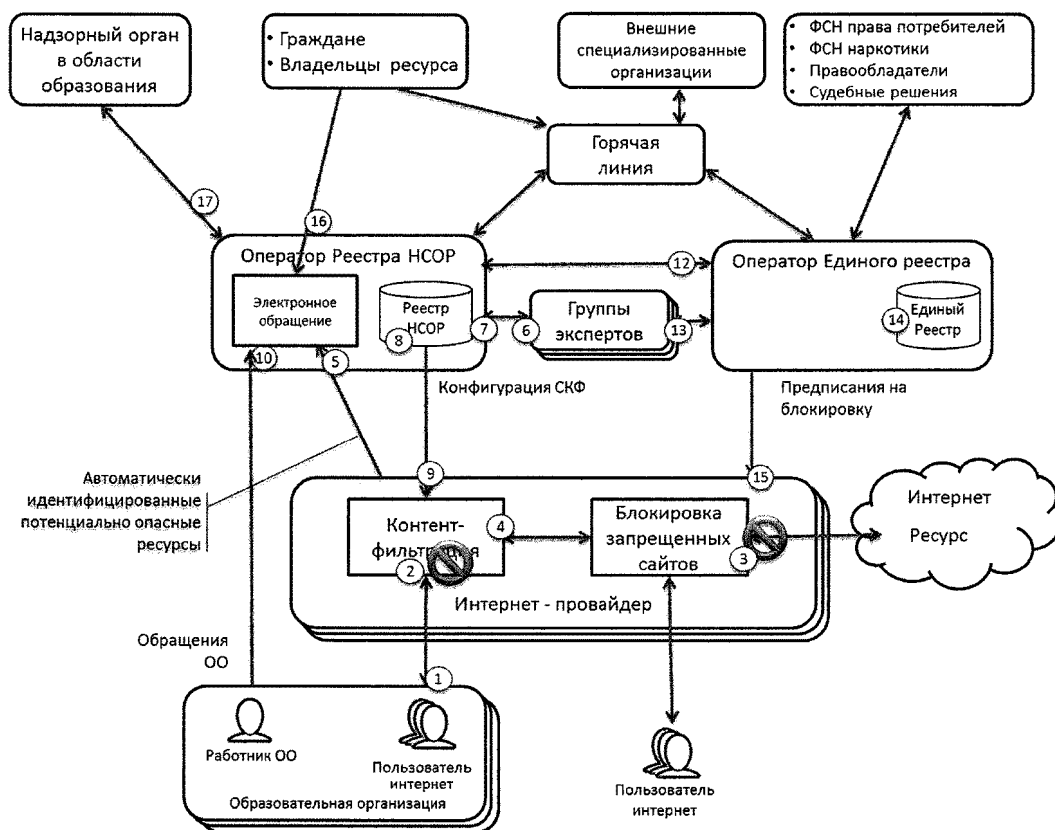 Надзорный орган
в области
образования
• Граждане
• Владельцы ресурса
Внешние
специализированные
организации
• ФСН права потребителей
• ФСН наркотики
• Правообладатели
• Судебные решения
Горячая
линия
17
16
Оператор Реестра НСОР
12
Оператор Единого реестра
Электронное
обращение
Реестр
НСОР
8
7
6
Группы
экспертов
13
14
Единый
Реестр
10
5
Конфигурация СКФ
Предписания на
блокировку
Автоматически
идентифицированные
потенциально опасные
ресурсы
9
15
Контент-
фильтрация
2
4
Блокировка
запрещенных
сайтов
3
Интернет
Ресурс
Интернет - провайдер
Обращения
ОО
1
Работник ОО
Пользователь
интернет
Образовательная организация
Пользователь
интернет